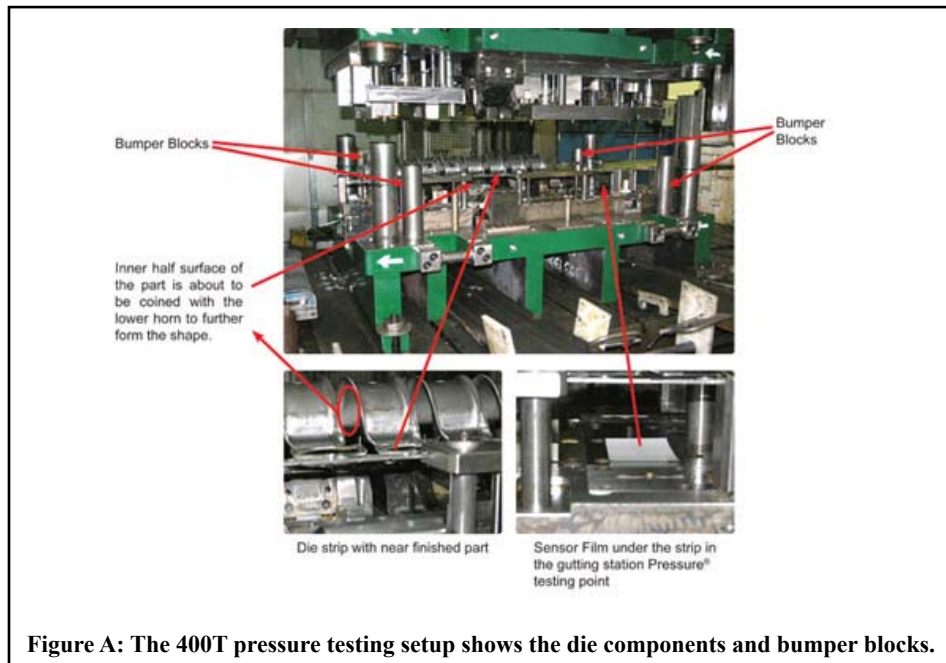 Bumper Blocks
Bumper
Blocks
Inner half surface of
the part is about to
be coined with the
lower horn to further
form the shape.
Die strip with near finished part
Sensor Film under the strip in
the gutting station Pressure®
testing point
Figure A: The 400T pressure testing setup shows the die components and bumper blocks.